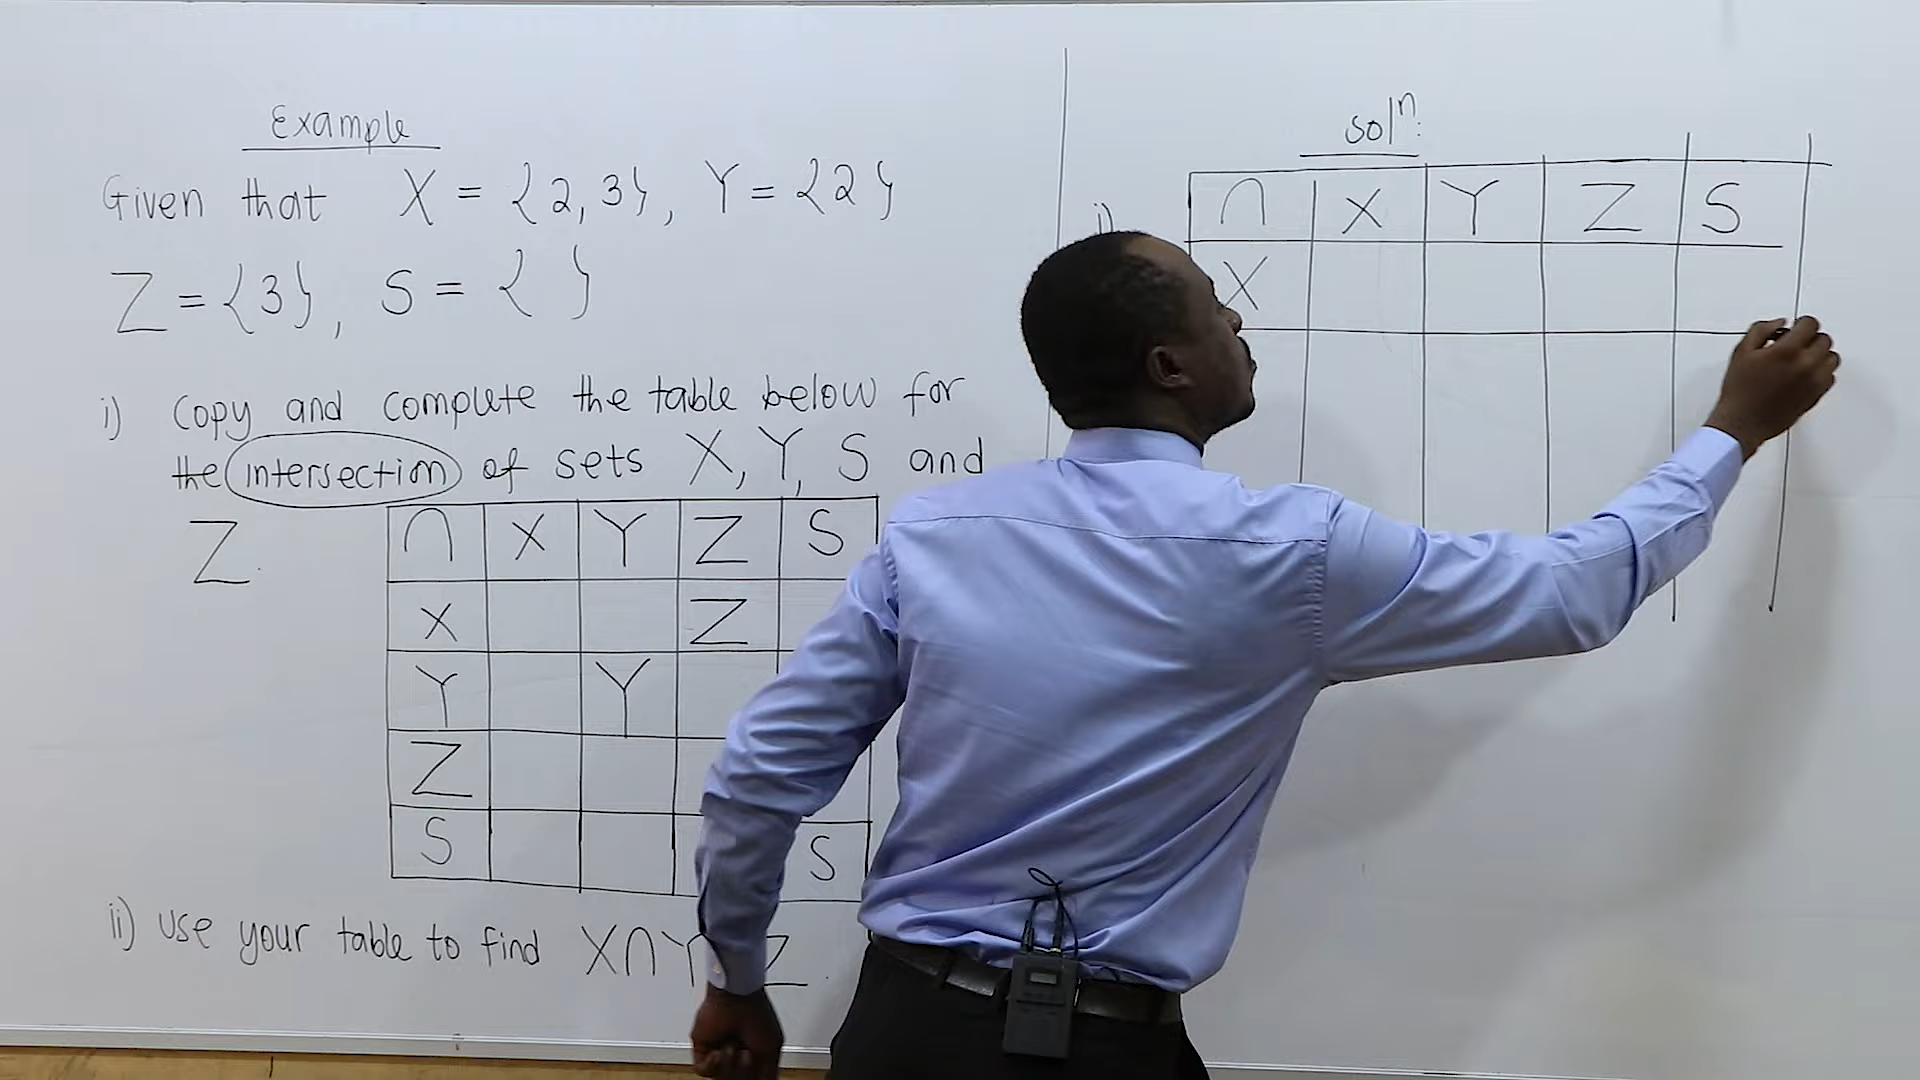 Example
Given that X = {2,3}, Y = {2}
Z = {3}, S = { }
i) Copy and complete the table below for
the intersection of sets X, Y, S and
Z.
∩ X Y Z S
X Z
Y Y
Z
S S
ii) use your table to find X∩Y Z.
solⁿ:
i)
∩ X Y Z S
X